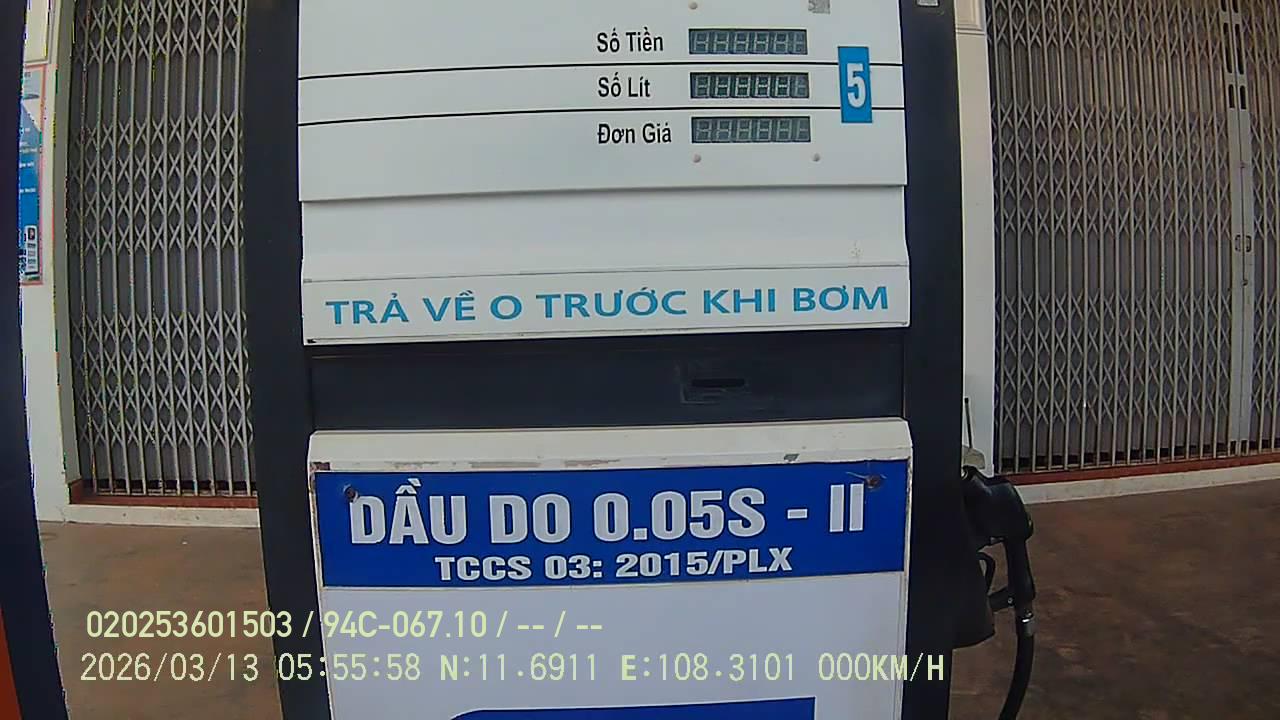 Số Tiền
Số Lít
5
Đơn Giá
TRẢ VỀ O TRƯỚC KHI BƠM
DẦU DO 0.05S - II
TCCS 03: 2015/PLX
020253601503 / 94C-067.10 / -- / --
2026/03/13 05:55:58 N:11.6911 E:108.3101 000KM/H